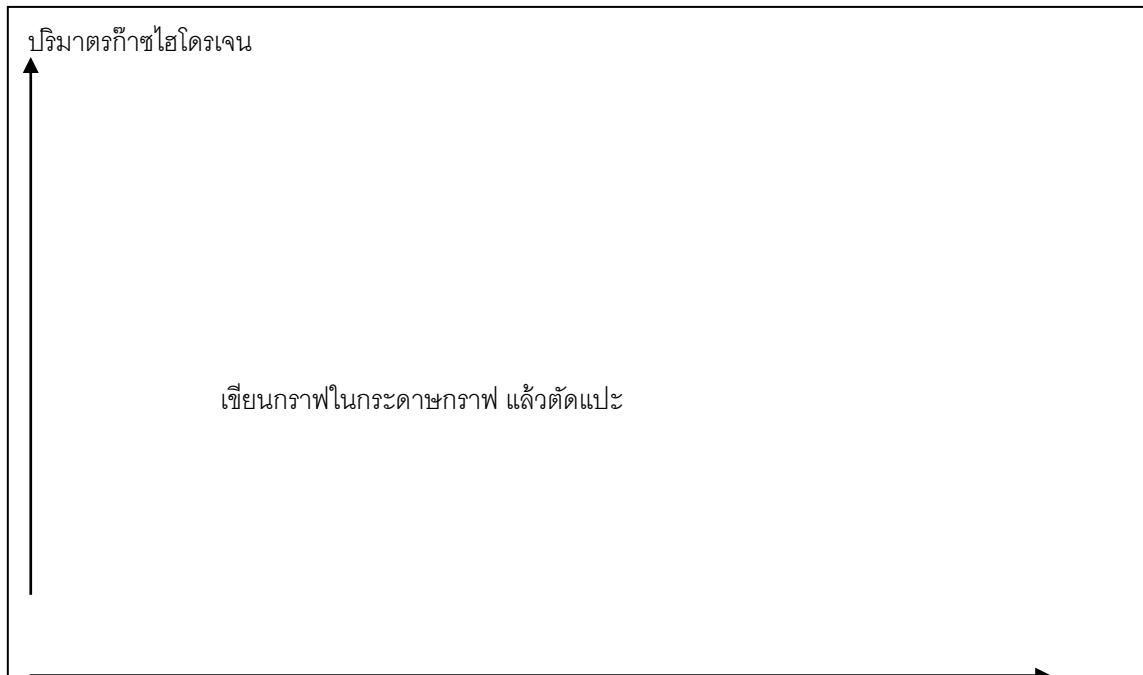 ปริมาตรก๊าซไฮโดรเจน
เขียนกราฟในกระดาษกราฟ แล้วตัดแปะ